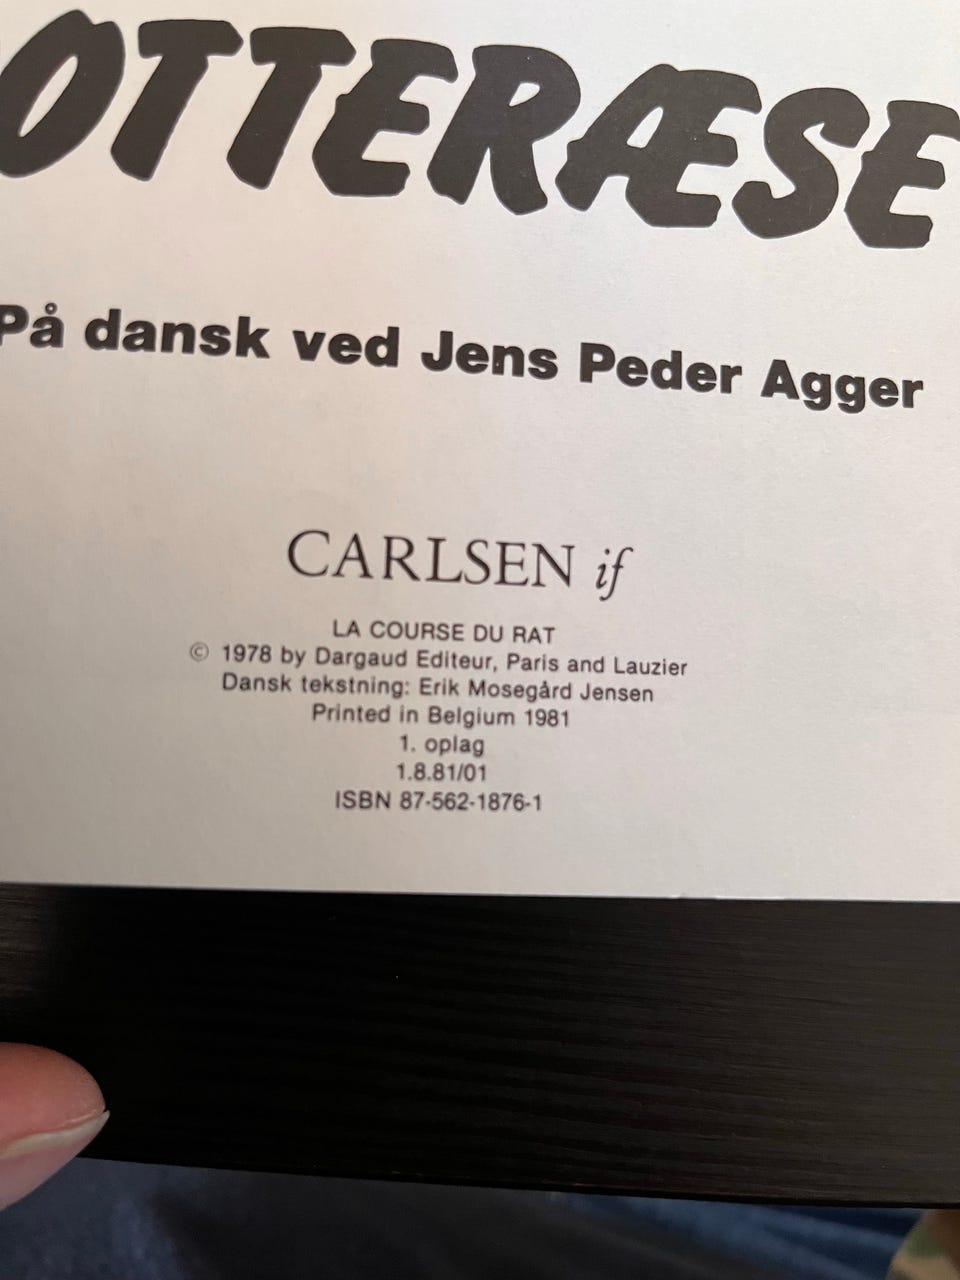 OTTERÆSE
På dansk ved Jens Peder Agger
CARLSEN if
LA COURSE DU RAT
© 1978 by Dargaud Editeur, Paris and Lauzier
Dansk tekstning: Erik Mosegård Jensen
Printed in Belgium 1981
1. oplag
1.8.81/01
ISBN 87-562-1876-1